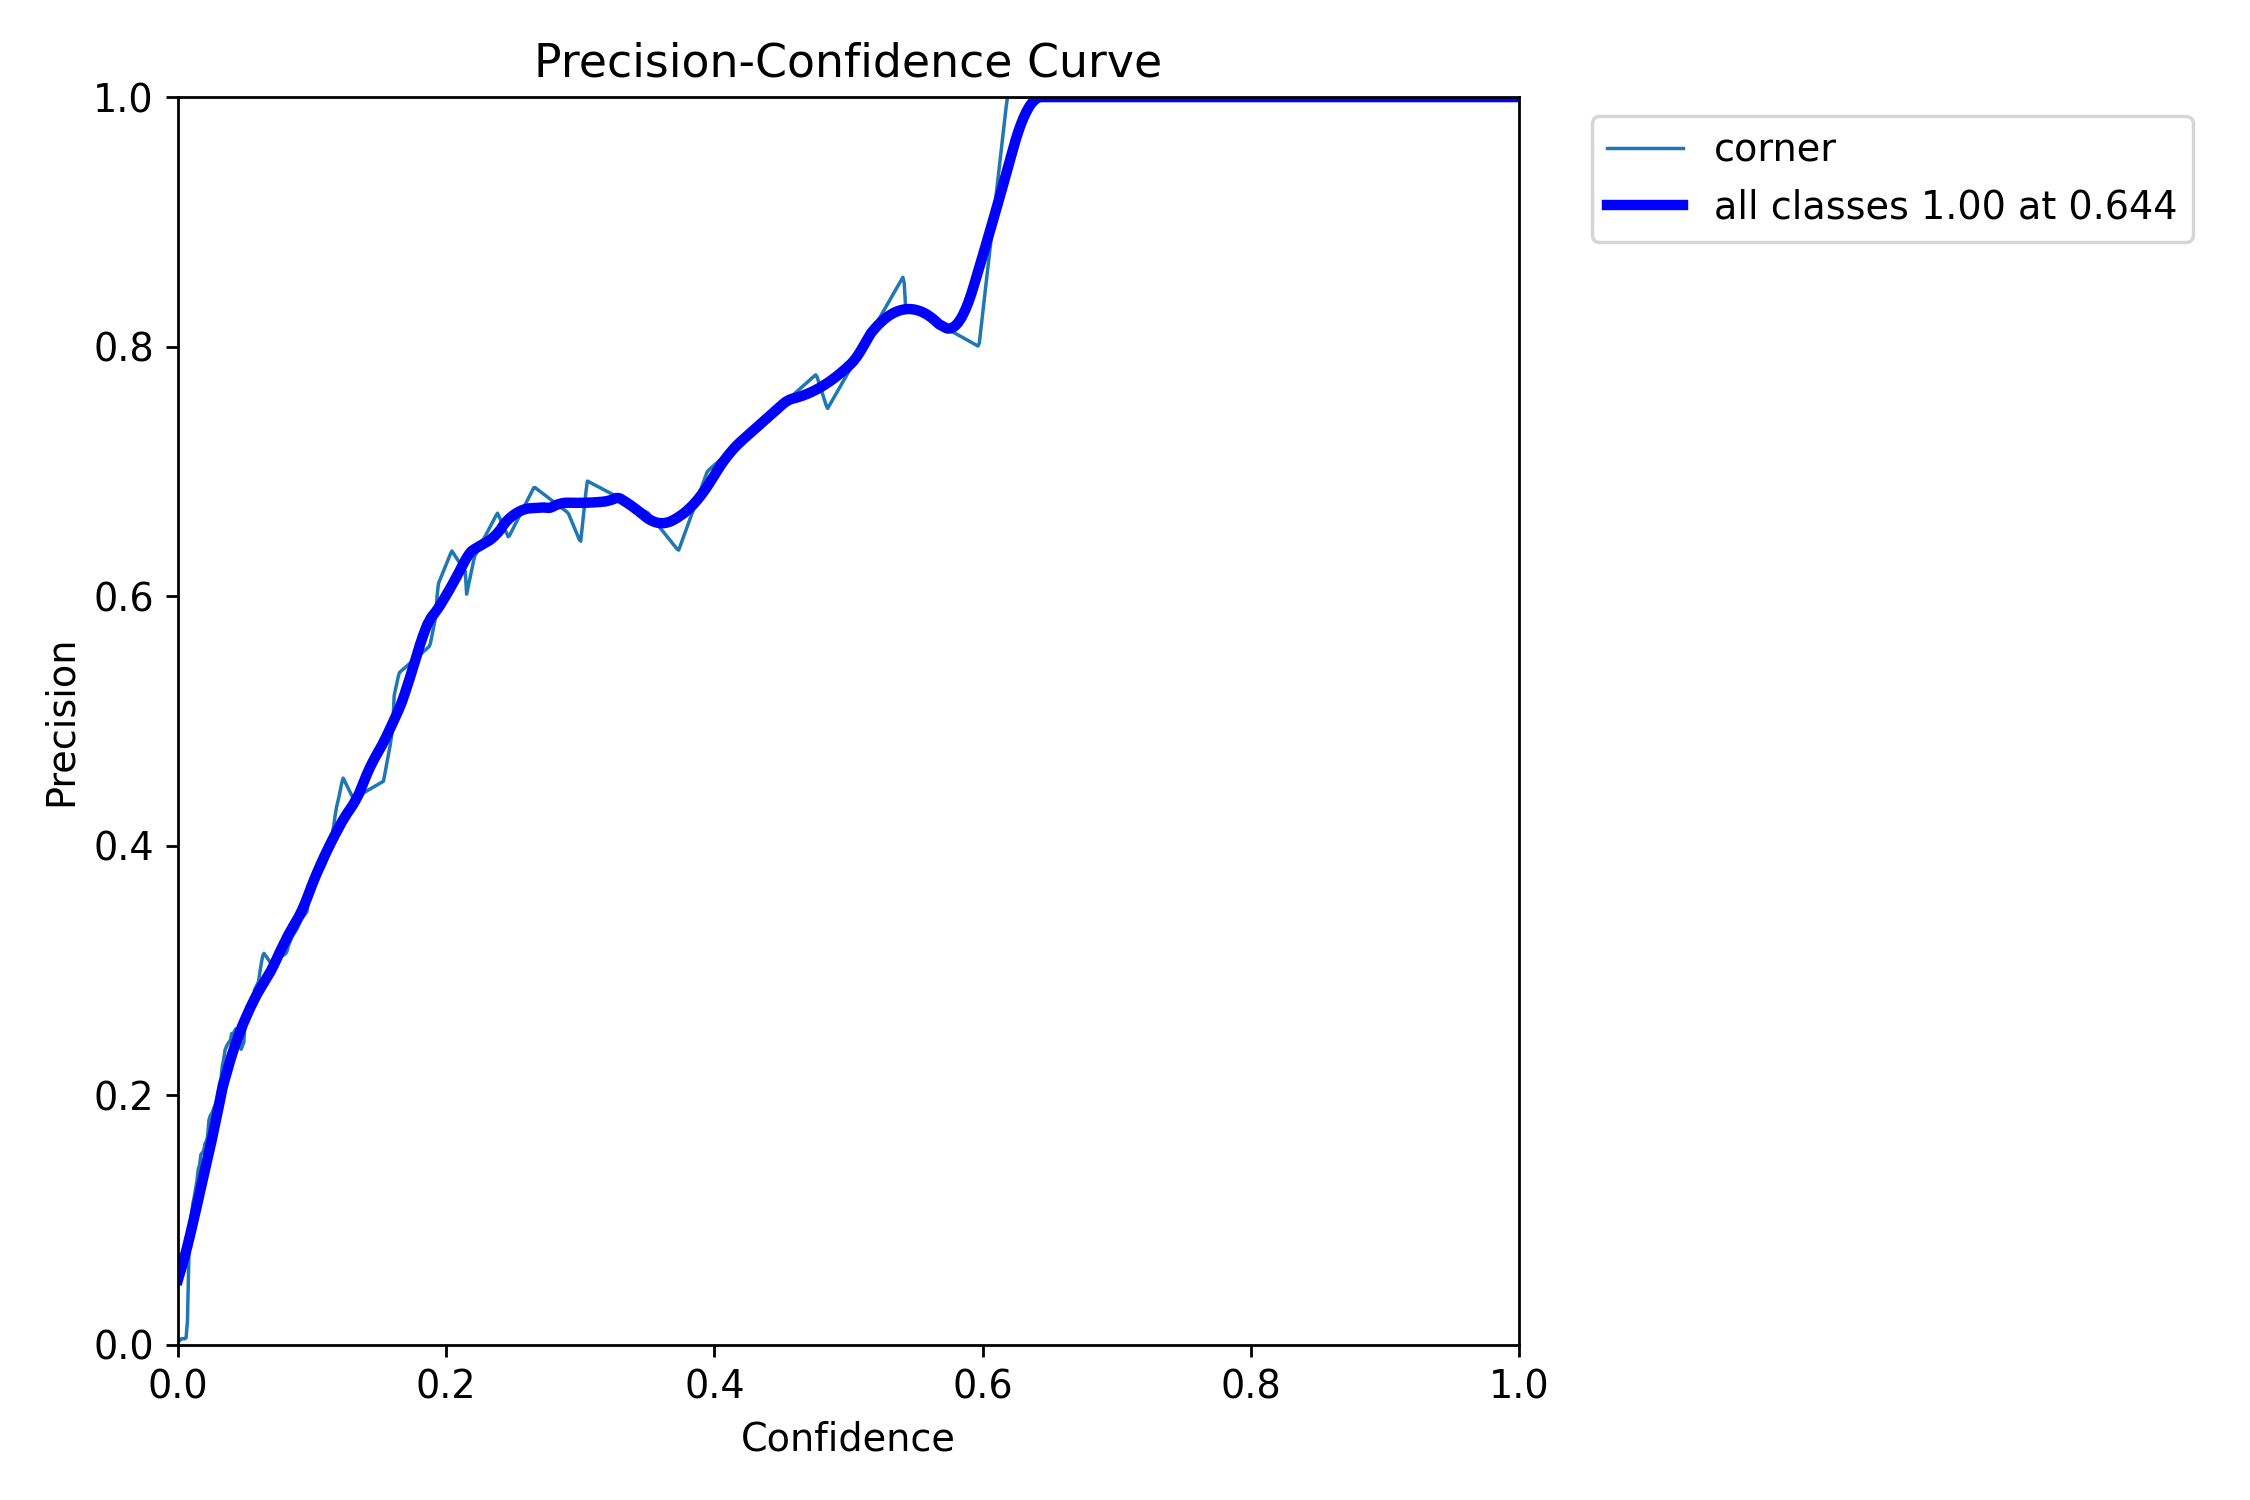 Precision-Confidence Curve
1.0
0.8
0.6
0.4
0.2
0.0
Precision
0.0 0.2 0.4 0.6 0.8 1.0
Confidence
corner
all classes 1.00 at 0.644